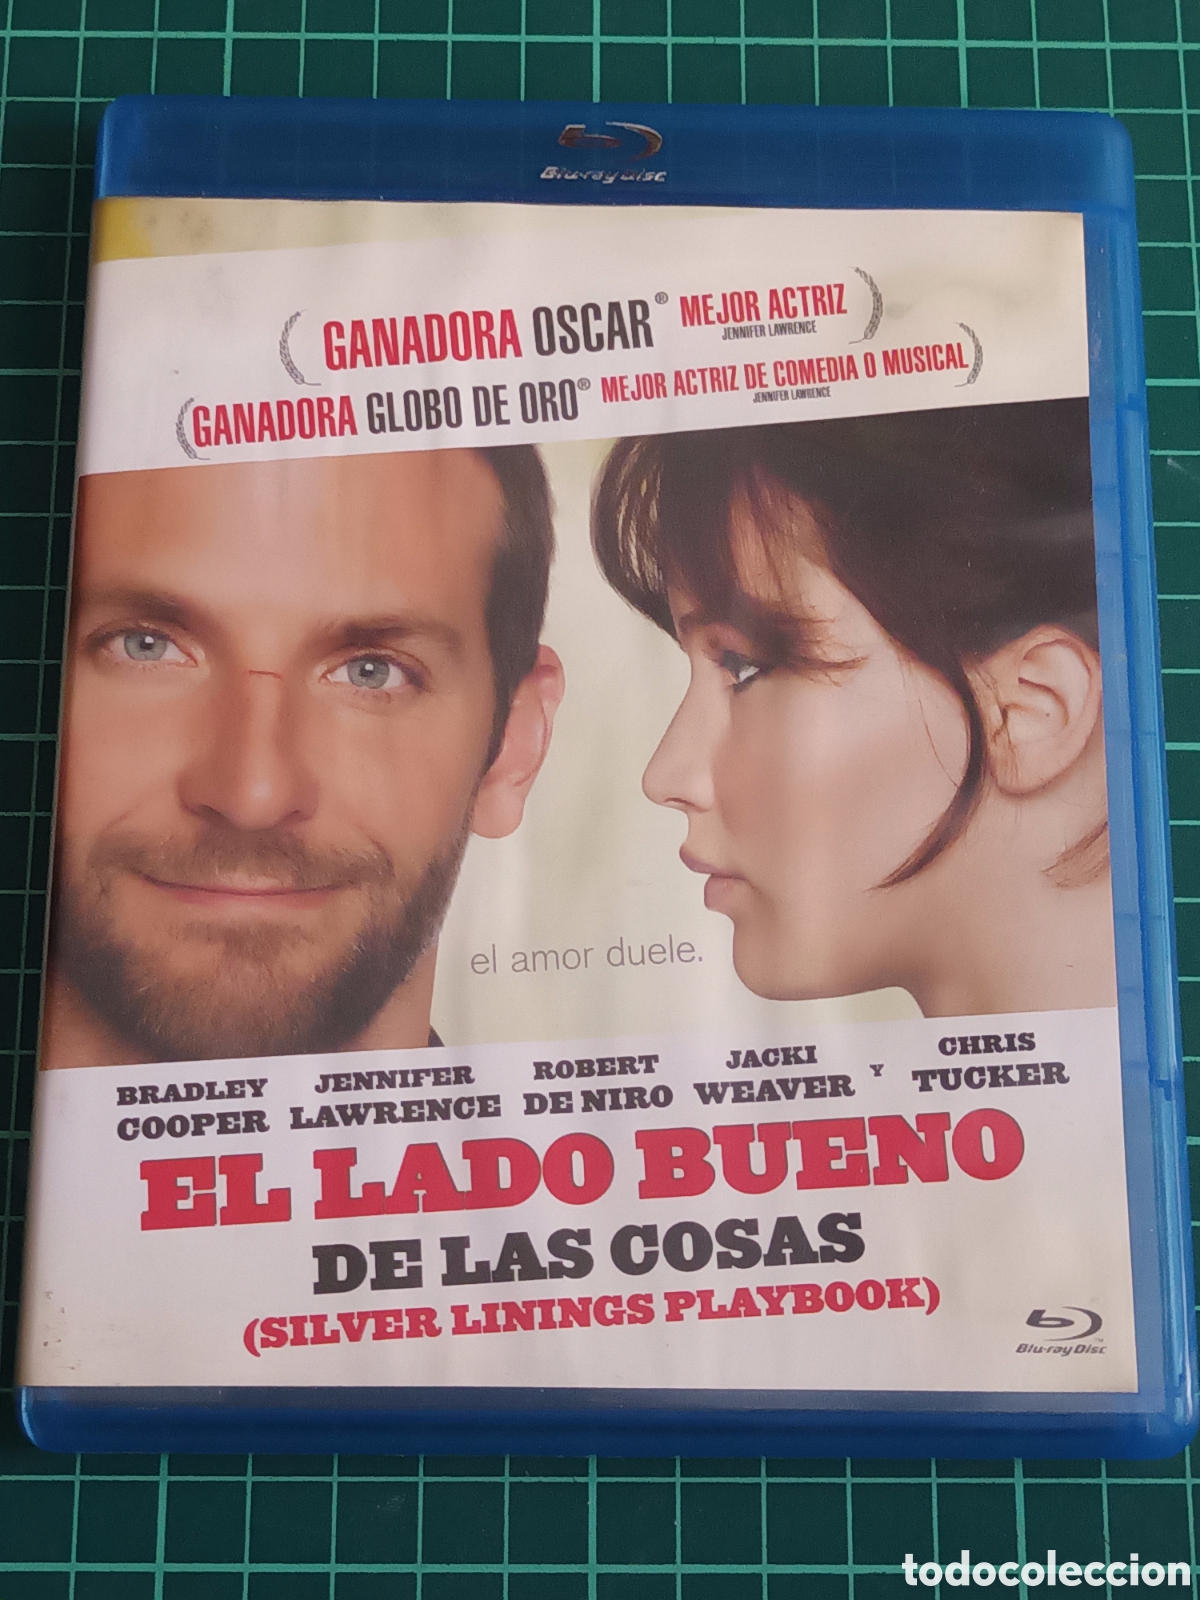 Blu-ray Disc
GANADORA OSCAR® MEJOR ACTRIZ
JENNIFER LAWRENCE
GANADORA GLOBO DE ORO® MEJOR ACTRIZ DE COMEDIA O MUSICAL
JENNIFER LAWRENCE
el amor duele.
BRADLEY COOPER JENNIFER LAWRENCE ROBERT DE NIRO JACKI WEAVER Y CHRIS TUCKER
EL LADO BUENO
DE LAS COSAS
(SILVER LININGS PLAYBOOK)
Blu-ray Disc
todocoleccion